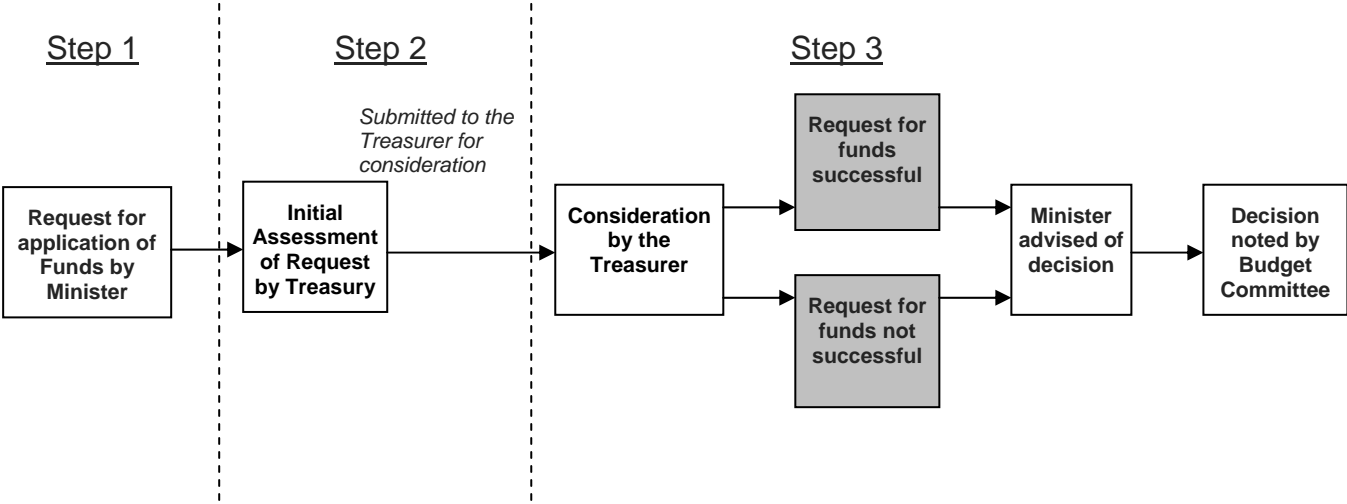 Step 1
Step 2
Step 3
Submitted to the
Treasurer for
consideration
Request for
application of
Funds by
Minister
Initial
Assessment
of Request
by Treasury
Consideration
by the
Treasurer
Request for
funds
successful
Request for
funds not
successful
Minister
advised of
decision
Decision
noted by
Budget
Committee